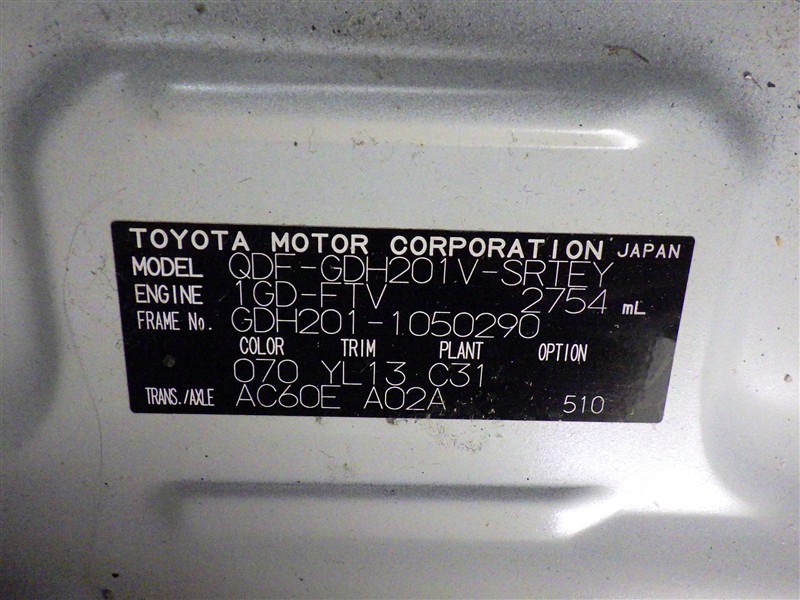 TOYOTA MOTOR CORPORATION JAPAN
MODEL QDF-GDH201V-SRTEY
ENGINE 1GD-FTV 2754 mL
FRAME No. GDH201-1050290
COLOR TRIM PLANT OPTION
070 YL13 C31
TRANS./AXLE AC60E A02A 510